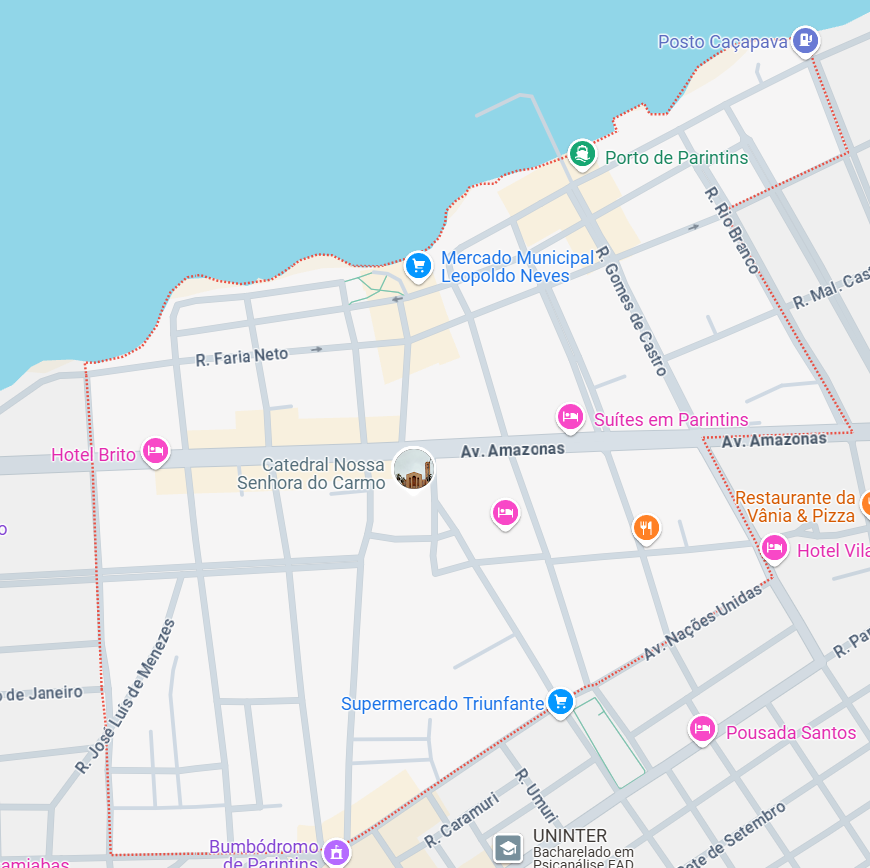 Posto Caçapava
Porto de Parintins
R. Rio Branco
Mercado Municipal
Leopoldo Neves
R. Gomes de Castro
R. Mal. Cast
R. Faria Neto
Suítes em Parintins
Hotel Brito
Av. Amazonas
Av. Amazonas
Catedral Nossa
Senhora do Carmo
Restaurante da
Vânia & Pizza
o
Hotel Vila
Av. Nações Unidas
R. Par
R. José Luís de Menezes
o de Janeiro
Supermercado Triunfante
Pousada Santos
R. Umuri
R. Caramuri
ete de Setembro
Bumbódromo
de Parintins
UNINTER
Bacharelado em
Psicanálise EAD
amiabas